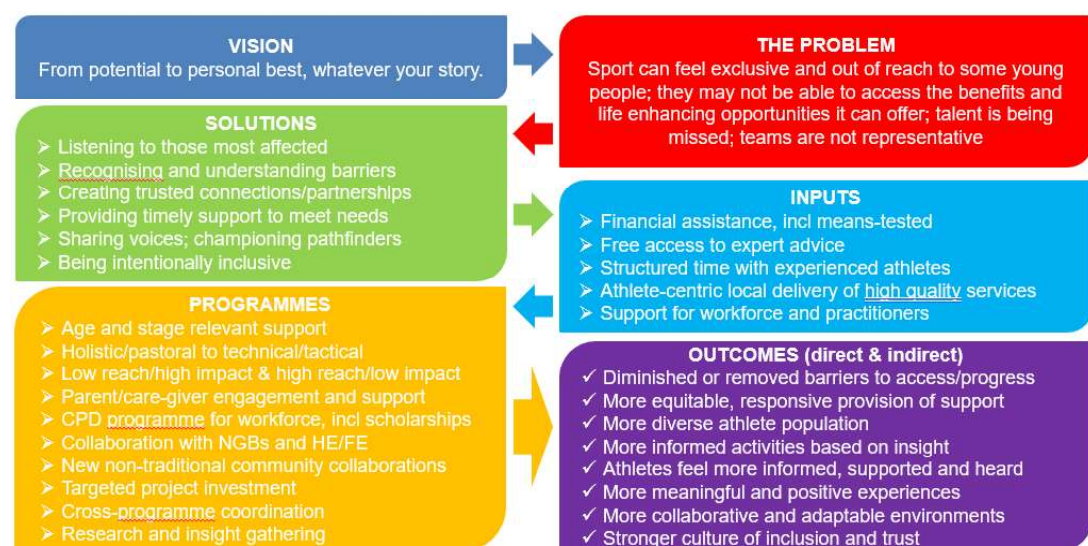 VISION
From potential to personal best, whatever your story.
THE PROBLEM
Sport can feel exclusive and out of reach to some young
people; they may not be able to access the benefits and
life enhancing opportunities it can offer; talent is being
missed; teams are not representative
SOLUTIONS
➢ Listening to those most affected
➢ Recognising and understanding barriers
➢ Creating trusted connections/partnerships
➢ Providing timely support to meet needs
➢ Sharing voices; championing pathfinders
➢ Being intentionally inclusive
INPUTS
➢ Financial assistance, incl means-tested
➢ Free access to expert advice
➢ Structured time with experienced athletes
➢ Athlete-centric local delivery of high quality services
➢ Support for workforce and practitioners
PROGRAMMES
➢ Age and stage relevant support
➢ Holistic/pastoral to technical/tactical
➢ Low reach/high impact & high reach/low impact
➢ Parent/care-giver engagement and support
➢ CPD programme for workforce, incl scholarships
➢ Collaboration with NGBs and HE/FE
➢ New non-traditional community collaborations
➢ Targeted project investment
➢ Cross-programme coordination
➢ Research and insight gathering
OUTCOMES (direct & indirect)
✓ Diminished or removed barriers to access/progress
✓ More equitable, responsive provision of support
✓ More diverse athlete population
✓ More informed activities based on insight
✓ Athletes feel more informed, supported and heard
✓ More meaningful and positive experiences
✓ More collaborative and adaptable environments
✓ Stronger culture of inclusion and trust